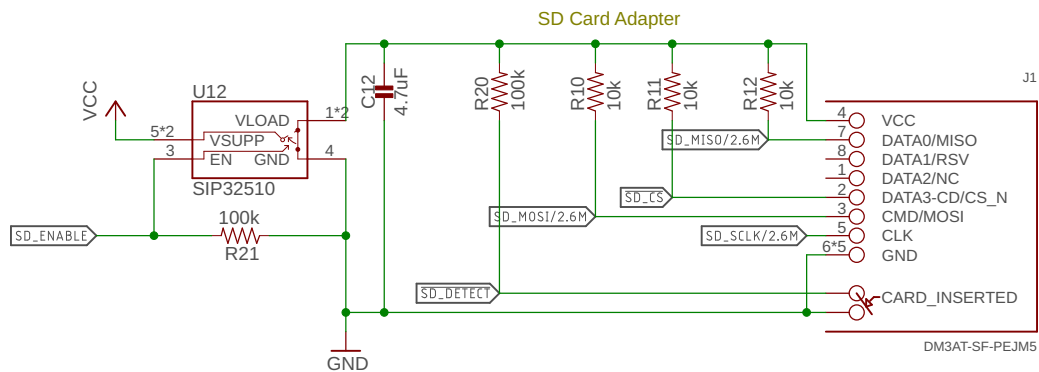 SD Card Adapter
VCC
U12
VLOAD
1*2
5*2
VSUPP
3
EN
GND
4
SIP32510
C12
4.7uF
R20
100k
R10
10k
R11
10k
R12
10k
J1
4
VCC
SD_MISO/2.6M
7
DATA0/MISO
8
DATA1/RSV
1
DATA2/NC
SD_CS
2
DATA3-CD/CS_N
SD_MOSI/2.6M
3
CMD/MOSI
SD_SCLK/2.6M
5
CLK
6*5
GND
SD_ENABLE
100k
R21
SD_DETECT
CARD_INSERTED
GND
DM3AT-SF-PEJM5